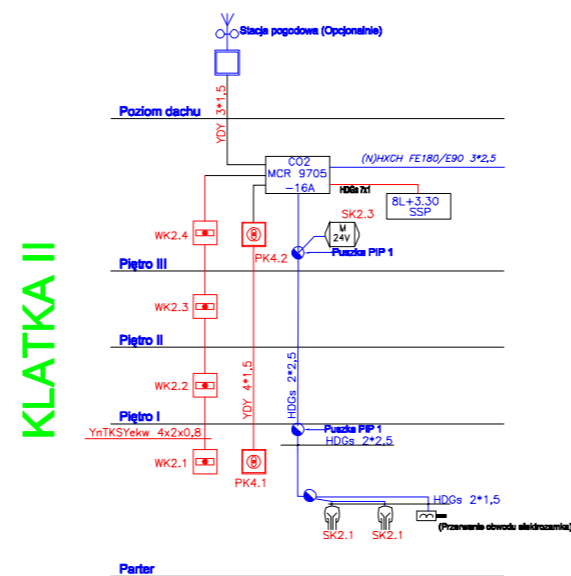 Stacja pogodowa (Opcjonalnie)
YDY 3*1,5
Poziom dachu
CO2
MCR 9705
-16A
(N)HXCH FE180/E90 3*2,5
HDGs 7x1
8L+3.30
SSP
SK2.3
M
24V
WK2.4
PK4.2
Puszka PIP 1
Piętro III
KLATKA II
WK2.3
Piętro II
HDGs 2*2,5
YDY 4*1,5
WK2.2
Piętro I
YnTKSYekw 4x2x0,8
Puszka PIP 1
HDGs 2*2,5
WK2.1
PK4.1
HDGs 2*1,5
(Przerwanie obwodu elektrozamka)
SK2.1
SK2.1
Parter